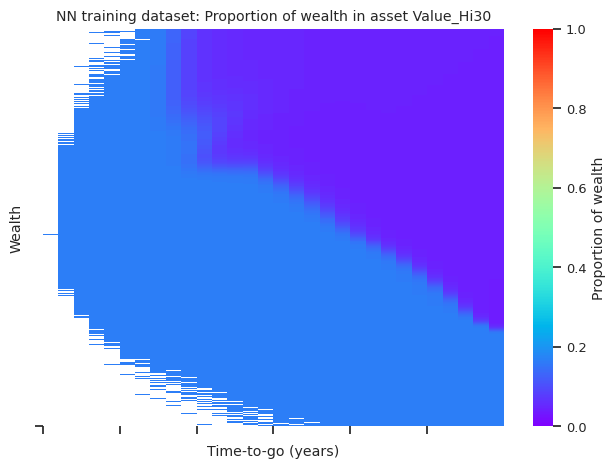 NN training dataset: Proportion of wealth in asset Value_Hi30
Wealth
Time-to-go (years)
1.0
0.8
0.6
0.4
0.2
0.0
Proportion of wealth